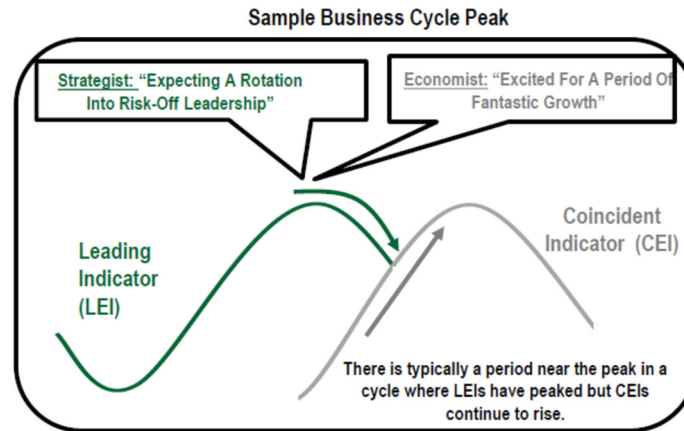 Sample Business Cycle Peak
Strategist: “Expecting A Rotation
Into Risk-Off Leadership”
Economist: “Excited For A Period Of
Fantastic Growth”
Leading
Indicator
(LEI)
Coincident
Indicator (CEI)
There is typically a period near the peak in a
cycle where LEIs have peaked but CEIs
continue to rise.